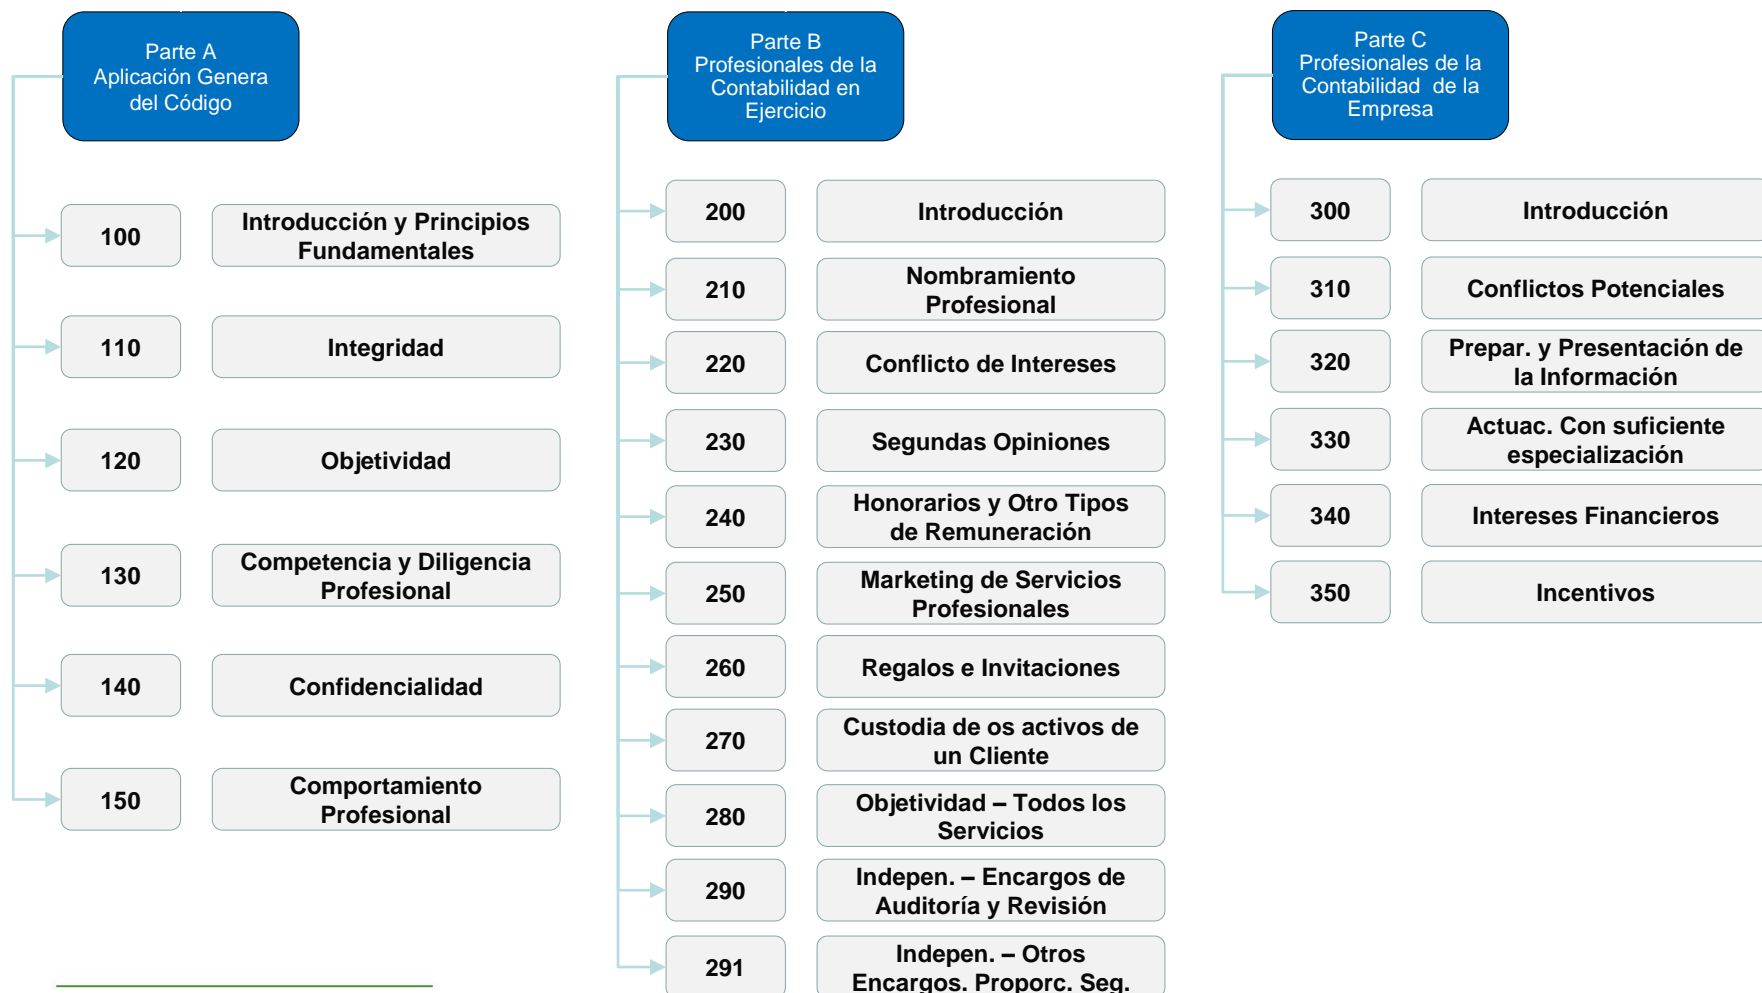 Parte A
Aplicación Genera
del Código
100
Introducción y Principios
Fundamentales
110
Integridad
120
Objetividad
130
Competencia y Diligencia
Profesional
140
Confidencialidad
150
Comportamiento
Profesional
Parte B
Profesionales de la
Contabilidad en
Ejercicio
200
Introducción
210
Nombramiento
Profesional
220
Conflicto de Intereses
230
Segundas Opiniones
240
Honorarios y Otro Tipos
de Remuneración
250
Marketing de Servicios
Profesionales
260
Regalos e Invitaciones
270
Custodia de os activos de
un Cliente
280
Objetividad – Todos los
Servicios
290
Indepen. – Encargos de
Auditoría y Revisión
291
Indepen. – Otros
Encargos. Proporc. Seg.
Parte C
Profesionales de la
Contabilidad de la
Empresa
300
Introducción
310
Conflictos Potenciales
320
Prepar. y Presentación de
la Información
330
Actuac. Con suficiente
especialización
340
Intereses Financieros
350
Incentivos